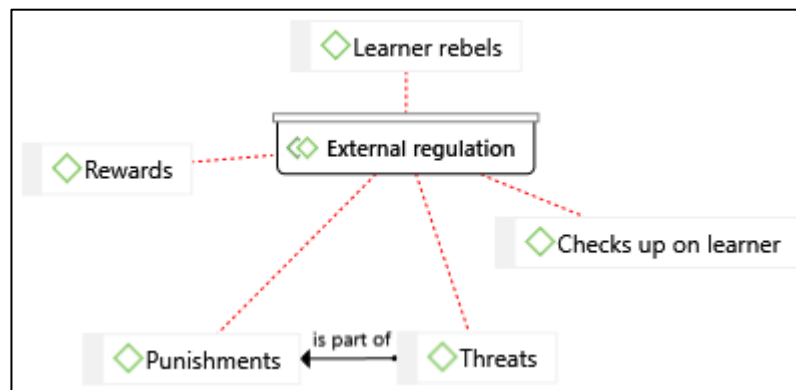 Learner rebels
External regulation
Rewards
Checks up on learner
is part of
Punishments
Threats